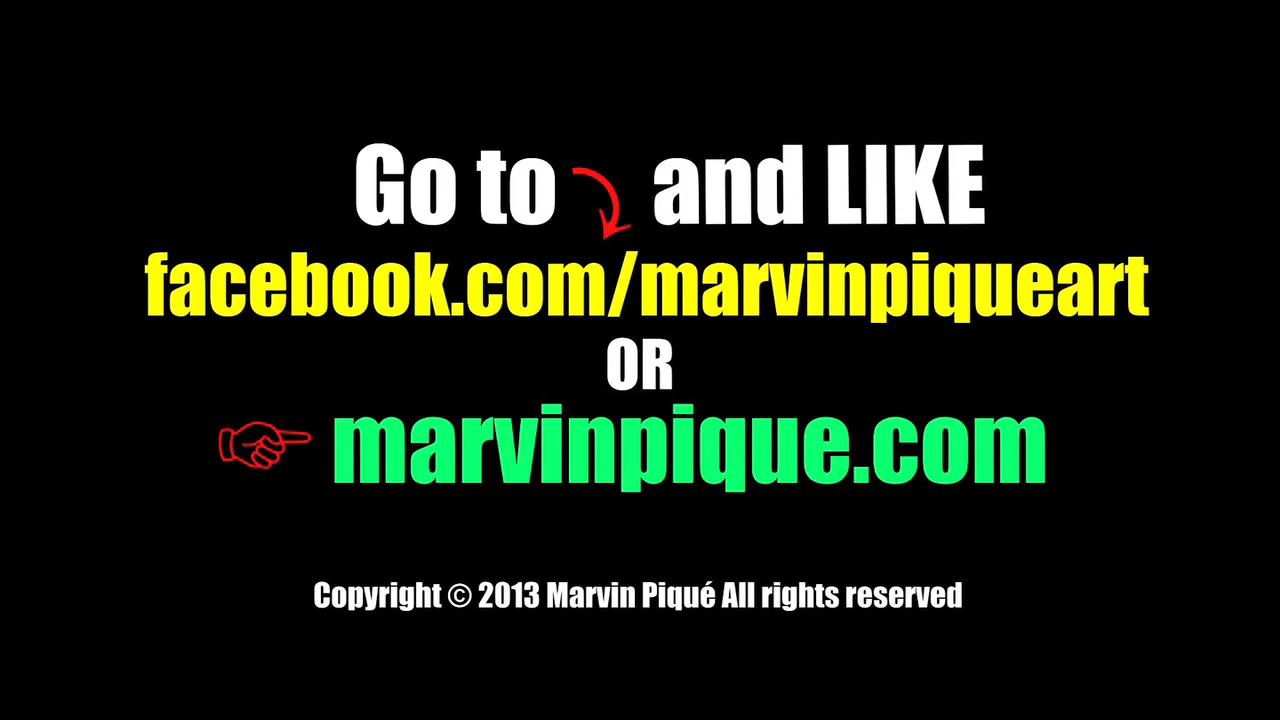 Go to and LIKE
facebook.com/marvinpiqueart
OR
marvinpique.com
Copyright © 2013 Marvin Piqué All rights reserved